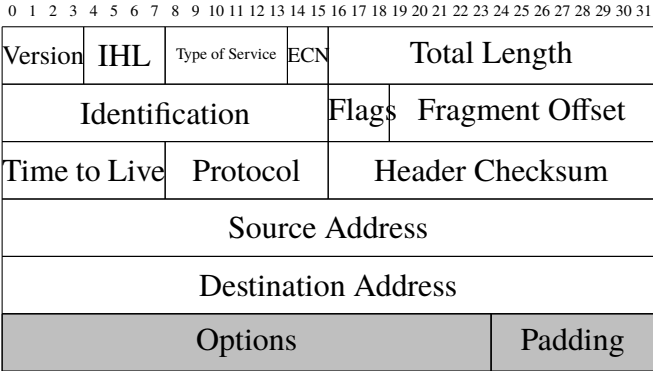 0 1 2 3 4 5 6 7 8 9 10 11 12 13 14 15 16 17 18 19 20 21 22 23 24 25 26 27 28 29 30 31
Version IHL Type of Service ECN Total Length
Identification Flags Fragment Offset
Time to Live Protocol Header Checksum
Source Address
Destination Address
Options Padding